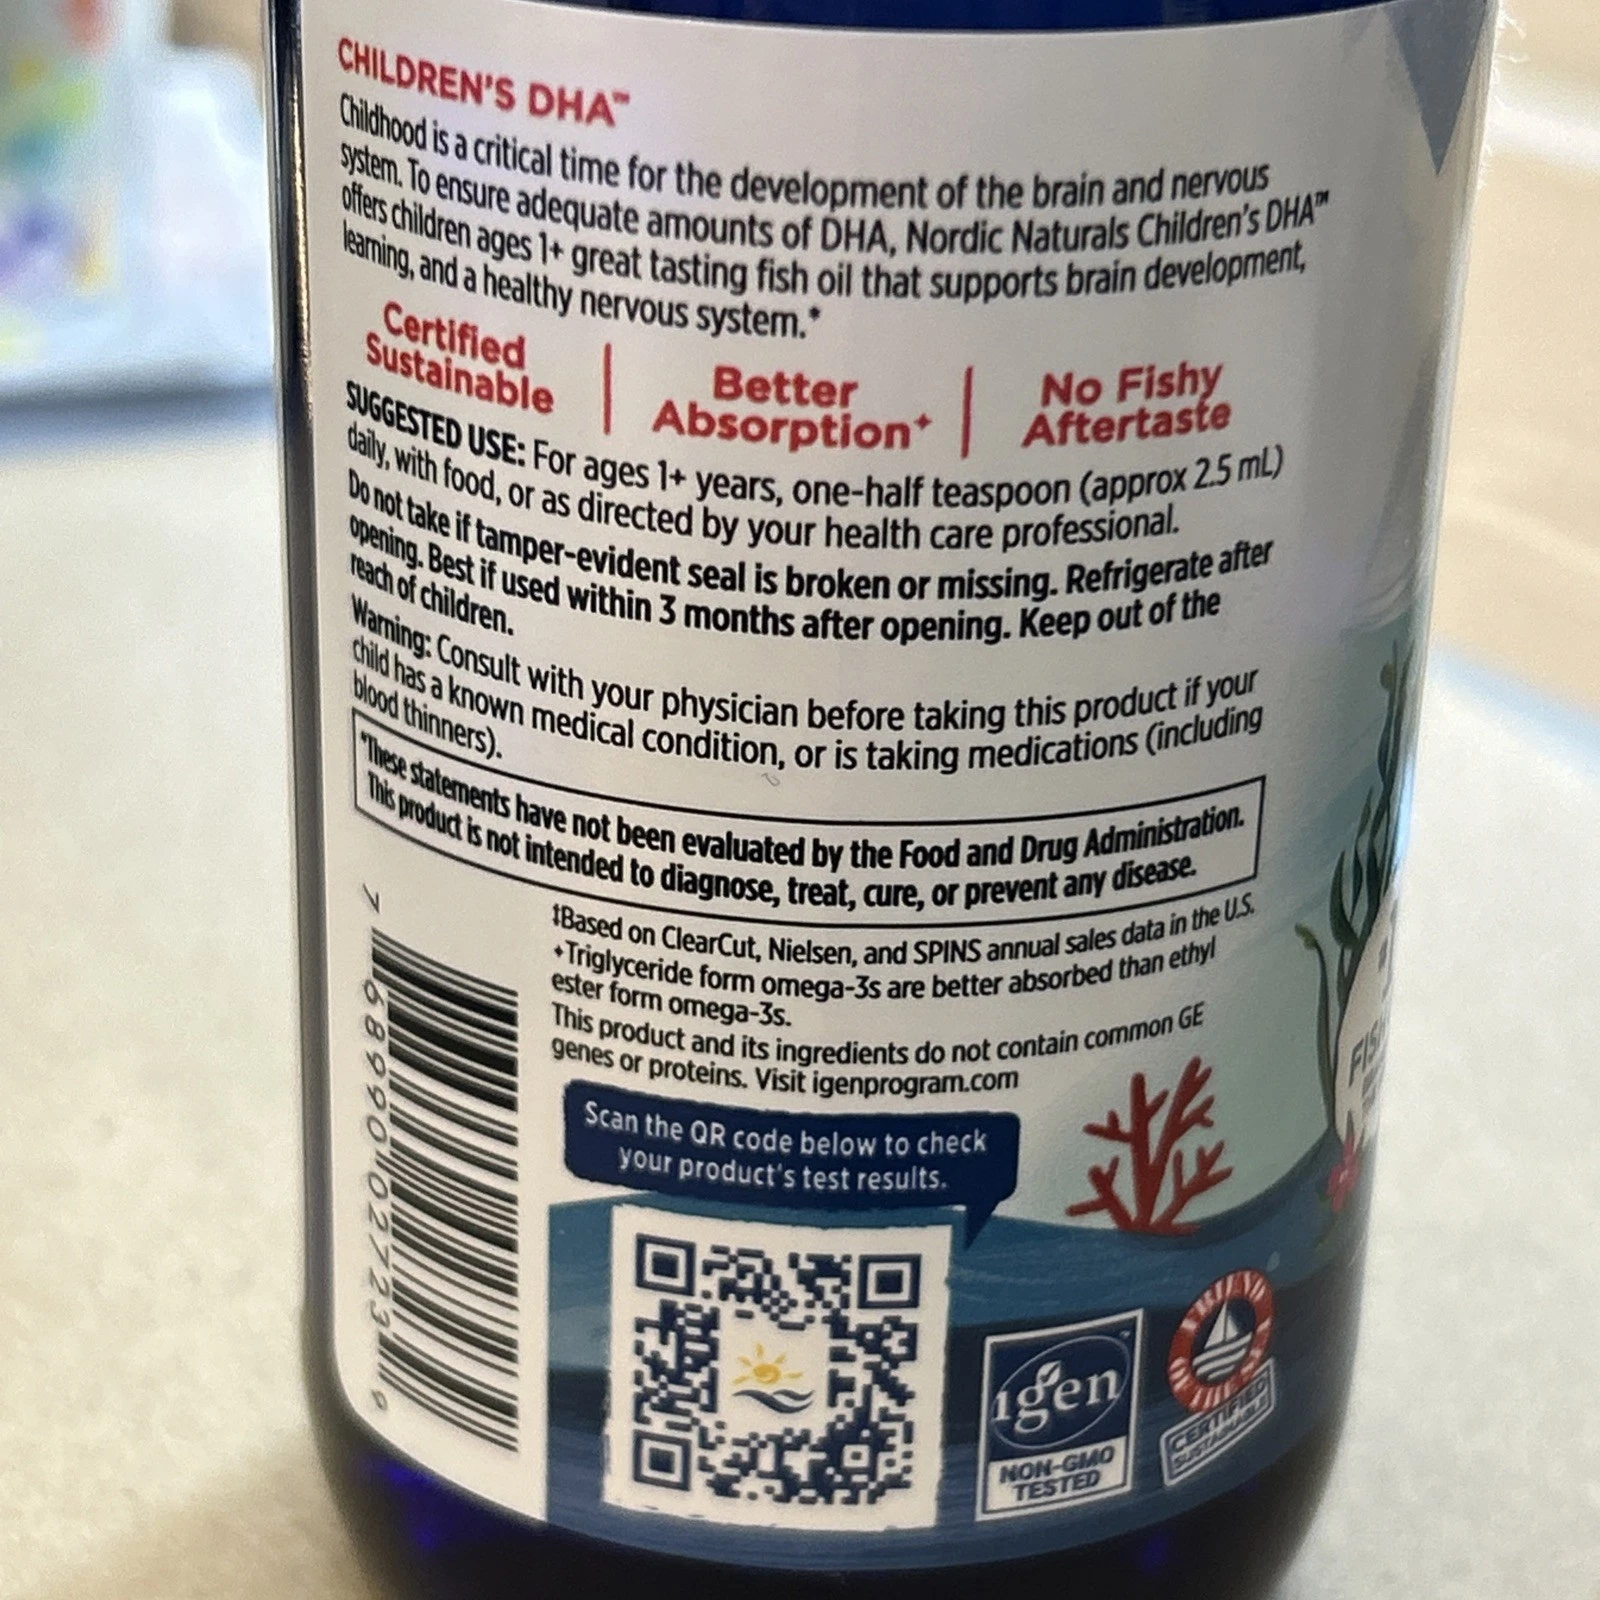 CHILDREN'S DHA™
Childhood is a critical time for the development of the brain and nervous
system. To ensure adequate amounts of DHA, Nordic Naturals Children's DHA™
offers children ages 1+ great tasting fish oil that supports brain development,
learning, and a healthy nervous system.*
Certified
Sustainable
Better
Absorption⁺
No Fishy
Aftertaste
SUGGESTED USE: For ages 1+ years, one-half teaspoon (approx 2.5 mL)
daily, with food, or as directed by your health care professional.
Do not take if tamper-evident seal is broken or missing. Refrigerate after
opening. Best if used within 3 months after opening. Keep out of the
reach of children.
Warning: Consult with your physician before taking this product if your
child has a known medical condition, or is taking medications (including
blood thinners).
*These statements have not been evaluated by the Food and Drug Administration.
This product is not intended to diagnose, treat, cure, or prevent any disease.
‡Based on ClearCut, Nielsen, and SPINS annual sales data in the U.S.
⁺Triglyceride form omega-3s are better absorbed than ethyl
ester form omega-3s.
This product and its ingredients do not contain common GE
genes or proteins. Visit igenprogram.com
Scan the QR code below to check
your product's test results.
7 68990 02723 9
igen
NON-GMO
TESTED
FRIEND OF THE SEA
CERTIFIED
SUSTAINABLE